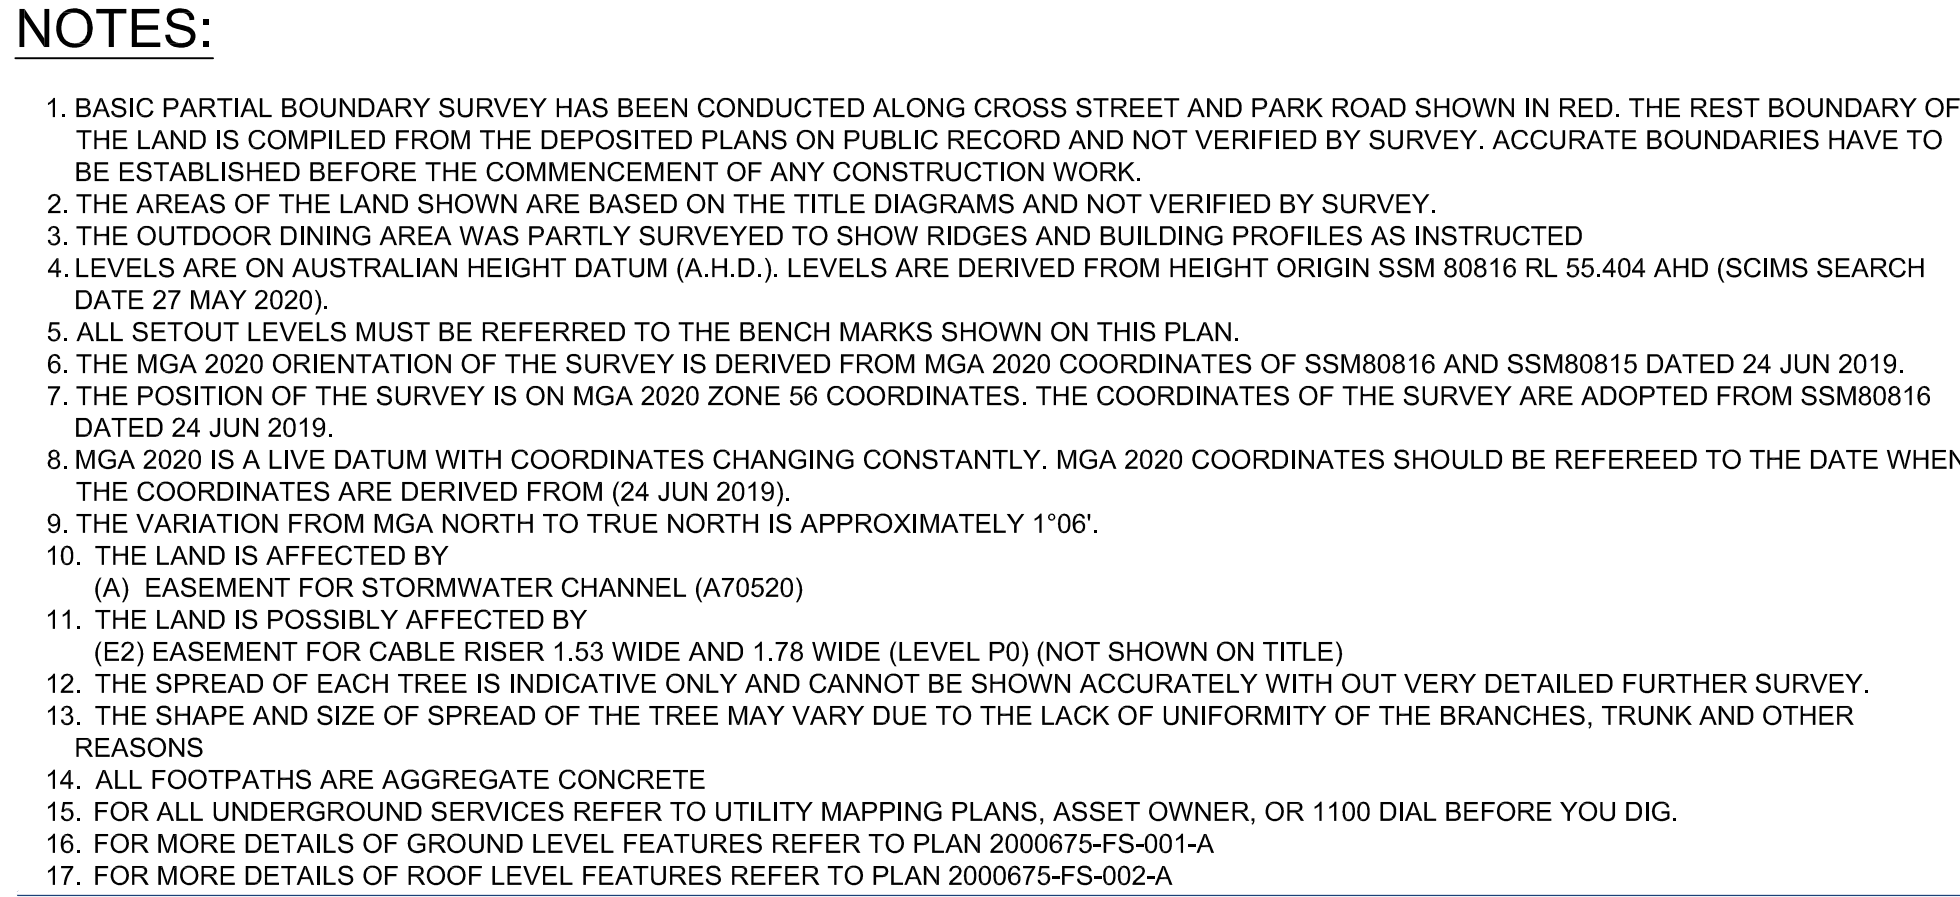 NOTES:
1. BASIC PARTIAL BOUNDARY SURVEY HAS BEEN CONDUCTED ALONG CROSS STREET AND PARK ROAD SHOWN IN RED. THE REST BOUNDARY OF
THE LAND IS COMPILED FROM THE DEPOSITED PLANS ON PUBLIC RECORD AND NOT VERIFIED BY SURVEY. ACCURATE BOUNDARIES HAVE TO
BE ESTABLISHED BEFORE THE COMMENCEMENT OF ANY CONSTRUCTION WORK.
2. THE AREAS OF THE LAND SHOWN ARE BASED ON THE TITLE DIAGRAMS AND NOT VERIFIED BY SURVEY.
3. THE OUTDOOR DINING AREA WAS PARTLY SURVEYED TO SHOW RIDGES AND BUILDING PROFILES AS INSTRUCTED
4. LEVELS ARE ON AUSTRALIAN HEIGHT DATUM (A.H.D.). LEVELS ARE DERIVED FROM HEIGHT ORIGIN SSM 80816 RL 55.404 AHD (SCIMS SEARCH
DATE 27 MAY 2020).
5. ALL SETOUT LEVELS MUST BE REFERRED TO THE BENCH MARKS SHOWN ON THIS PLAN.
6. THE MGA 2020 ORIENTATION OF THE SURVEY IS DERIVED FROM MGA 2020 COORDINATES OF SSM80816 AND SSM80815 DATED 24 JUN 2019.
7. THE POSITION OF THE SURVEY IS ON MGA 2020 ZONE 56 COORDINATES. THE COORDINATES OF THE SURVEY ARE ADOPTED FROM SSM80816
DATED 24 JUN 2019.
8. MGA 2020 IS A LIVE DATUM WITH COORDINATES CHANGING CONSTANTLY. MGA 2020 COORDINATES SHOULD BE REFEREED TO THE DATE WHEN
THE COORDINATES ARE DERIVED FROM (24 JUN 2019).
9. THE VARIATION FROM MGA NORTH TO TRUE NORTH IS APPROXIMATELY 1°06'.
10. THE LAND IS AFFECTED BY
(A) EASEMENT FOR STORMWATER CHANNEL (A70520)
11. THE LAND IS POSSIBLY AFFECTED BY
(E2) EASEMENT FOR CABLE RISER 1.53 WIDE AND 1.78 WIDE (LEVEL P0) (NOT SHOWN ON TITLE)
12. THE SPREAD OF EACH TREE IS INDICATIVE ONLY AND CANNOT BE SHOWN ACCURATELY WITH OUT VERY DETAILED FURTHER SURVEY.
13. THE SHAPE AND SIZE OF SPREAD OF THE TREE MAY VARY DUE TO THE LACK OF UNIFORMITY OF THE BRANCHES, TRUNK AND OTHER
REASONS
14. ALL FOOTPATHS ARE AGGREGATE CONCRETE
15. FOR ALL UNDERGROUND SERVICES REFER TO UTILITY MAPPING PLANS, ASSET OWNER, OR 1100 DIAL BEFORE YOU DIG.
16. FOR MORE DETAILS OF GROUND LEVEL FEATURES REFER TO PLAN 2000675-FS-001-A
17. FOR MORE DETAILS OF ROOF LEVEL FEATURES REFER TO PLAN 2000675-FS-002-A